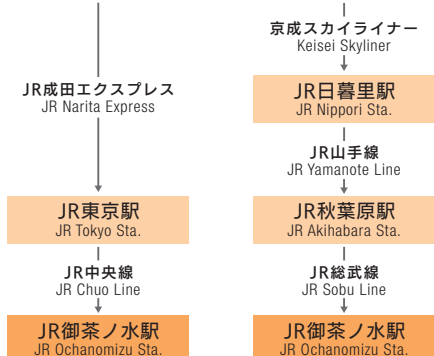 JR成田エクスプレス
JR Narita Express
JR東京駅
JR Tokyo Sta.
JR中央線
JR Chuo Line
JR御茶ノ水駅
JR Ochanomizu Sta.
京成スカイライナー
Keisei Skyliner
JR日暮里駅
JR Nippori Sta.
JR山手線
JR Yamanote Line
JR秋葉原駅
JR Akihabara Sta.
JR総武線
JR Sobu Line
JR御茶ノ水駅
JR Ochanomizu Sta.